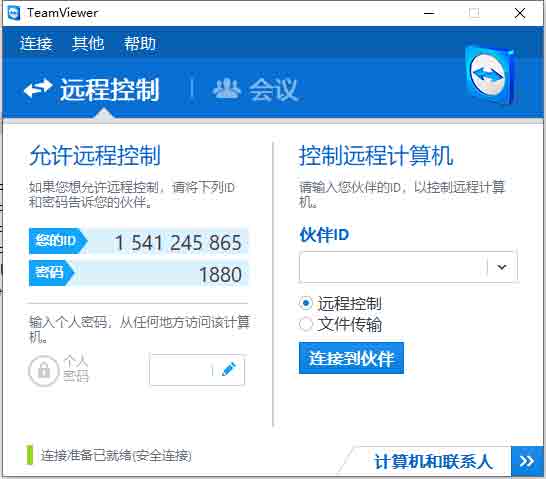 TeamViewer
连接 其他 帮助
远程控制 会议
允许远程控制
如果您想允许远程控制，请将下列ID
和密码告诉您的伙伴。
您的ID 1 541 245 865
密码 1880
输入个人密码，从任何地方访问该计算
机。
个人
密码
控制远程计算机
请输入您伙伴的ID，以控制远程计算
机。
伙伴ID
远程控制
文件传输
连接到伙伴
连接准备已就绪(安全连接)
计算机和联系人